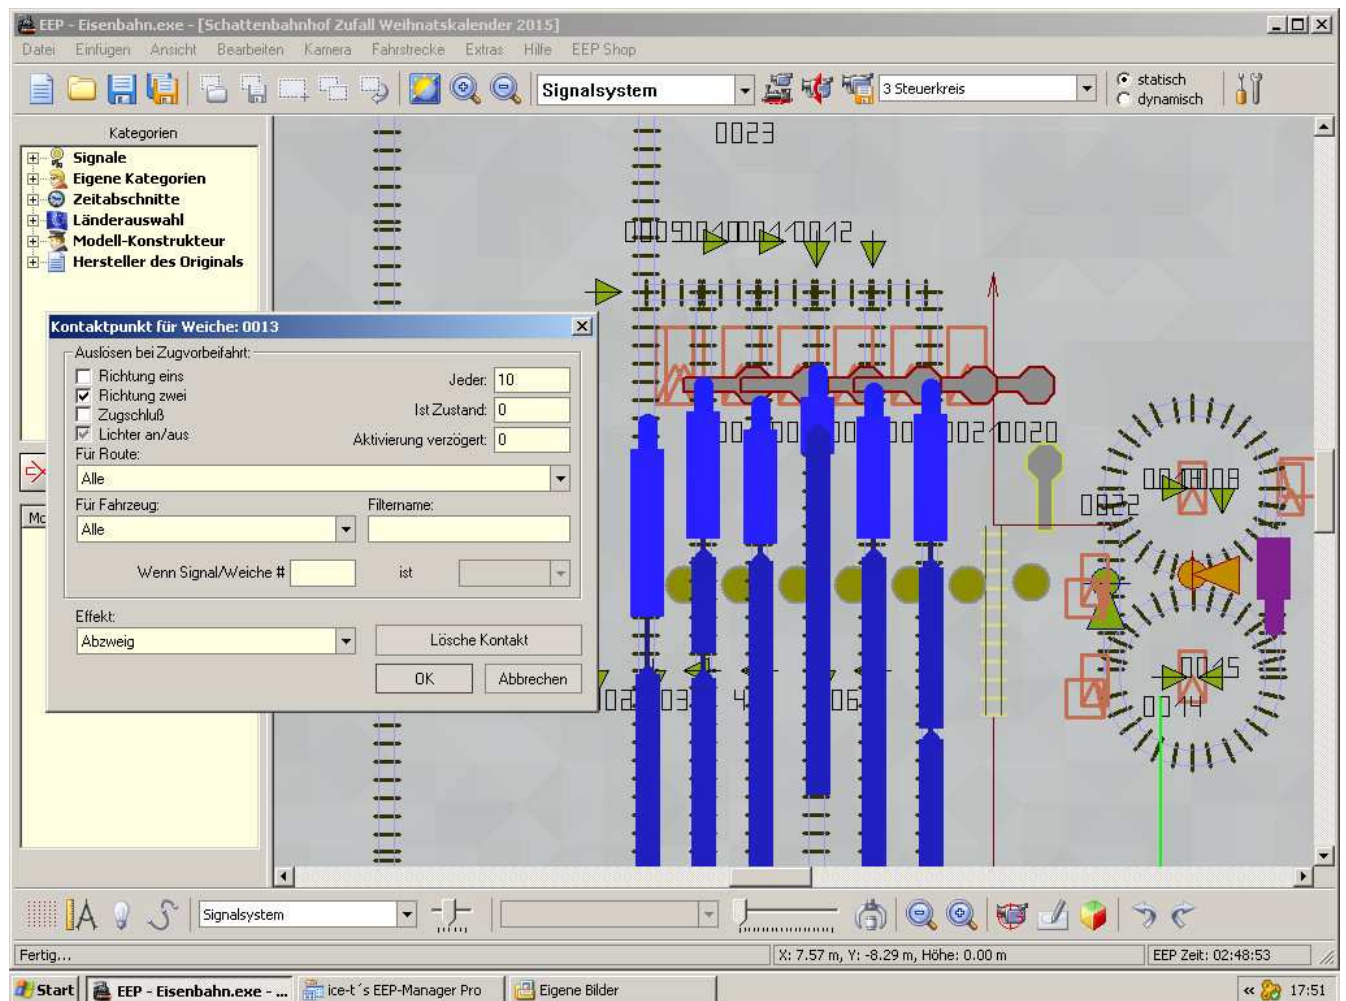 EEP - Eisenbahn.exe - [Schattenbahnhof Zufall Weihnatskalender 2015]
Datei Einfügen Ansicht Bearbeiten Kamera Fahrstrecke Extras Hilfe EEP Shop
Signalsystem
3 Steuerkreis
statisch
dynamisch
Kategorien
Signale
Eigene Kategorien
Zeitabschnitte
Länderauswahl
Modell-Konstrukteur
Hersteller des Originals
0023
0012
Kontaktpunkt für Weiche: 0013
Auslösen bei Zugvorbeifahrt:
Richtung eins
Jeder: 10
Richtung zwei
Ist Zustand: 0
Zugschluß
Lichter an/aus
Aktivierung verzögert: 0
Für Route:
Alle
Für Fahrzeug:
Filtername:
Alle
Wenn Signal/Weiche #
ist
Effekt:
Abzweig
Lösche Kontakt
OK
Abbrechen
0020
0022
0015
0014
Signalsystem
Fertig...
X: 7.57 m, Y: -8.29 m, Höhe: 0.00 m
EEP Zeit: 02:48:53
Start
EEP - Eisenbahn.exe - ...
ice-t´s EEP-Manager Pro
Eigene Bilder
«
17:51